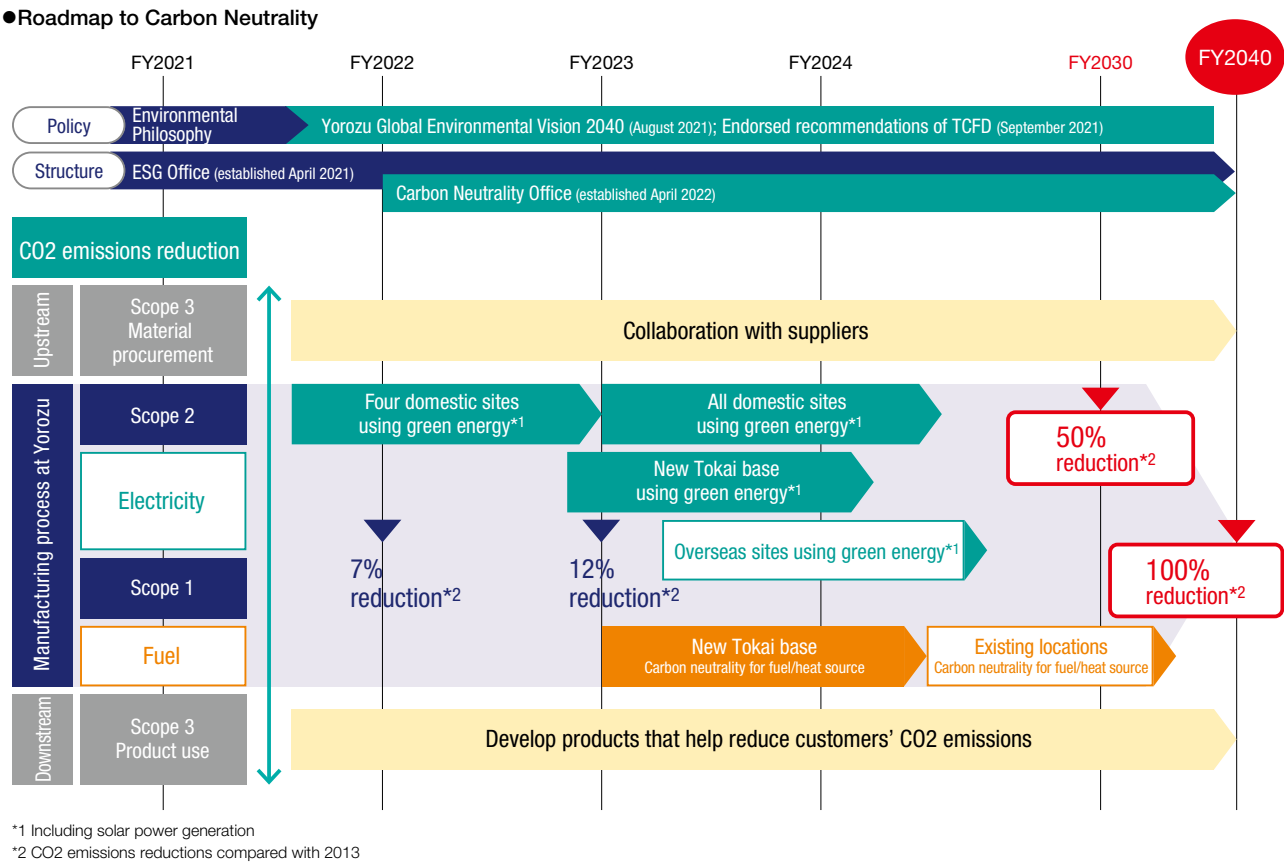 ●Roadmap to Carbon Neutrality
FY2021
FY2022
FY2023
FY2024
FY2030
FY2040
Policy
Environmental
Philosophy
Yorozu Global Environmental Vision 2040 (August 2021); Endorsed recommendations of TCFD (September 2021)
Structure
ESG Office (established April 2021)
Carbon Neutrality Office (established April 2022)
CO2 emissions reduction
Upstream
Scope 3
Material
procurement
Collaboration with suppliers
Manufacturing process at Yorozu
Scope 2
Four domestic sites
using green energy*1
All domestic sites
using green energy*1
50%
reduction*2
Electricity
New Tokai base
using green energy*1
Overseas sites using green energy*1
7%
reduction*2
12%
reduction*2
100%
reduction*2
Scope 1
Fuel
New Tokai base
Carbon neutrality for fuel/heat source
Existing locations
Carbon neutrality for fuel/heat source
Downstream
Scope 3
Product use
Develop products that help reduce customers’ CO2 emissions
*1 Including solar power generation
*2 CO2 emissions reductions compared with 2013